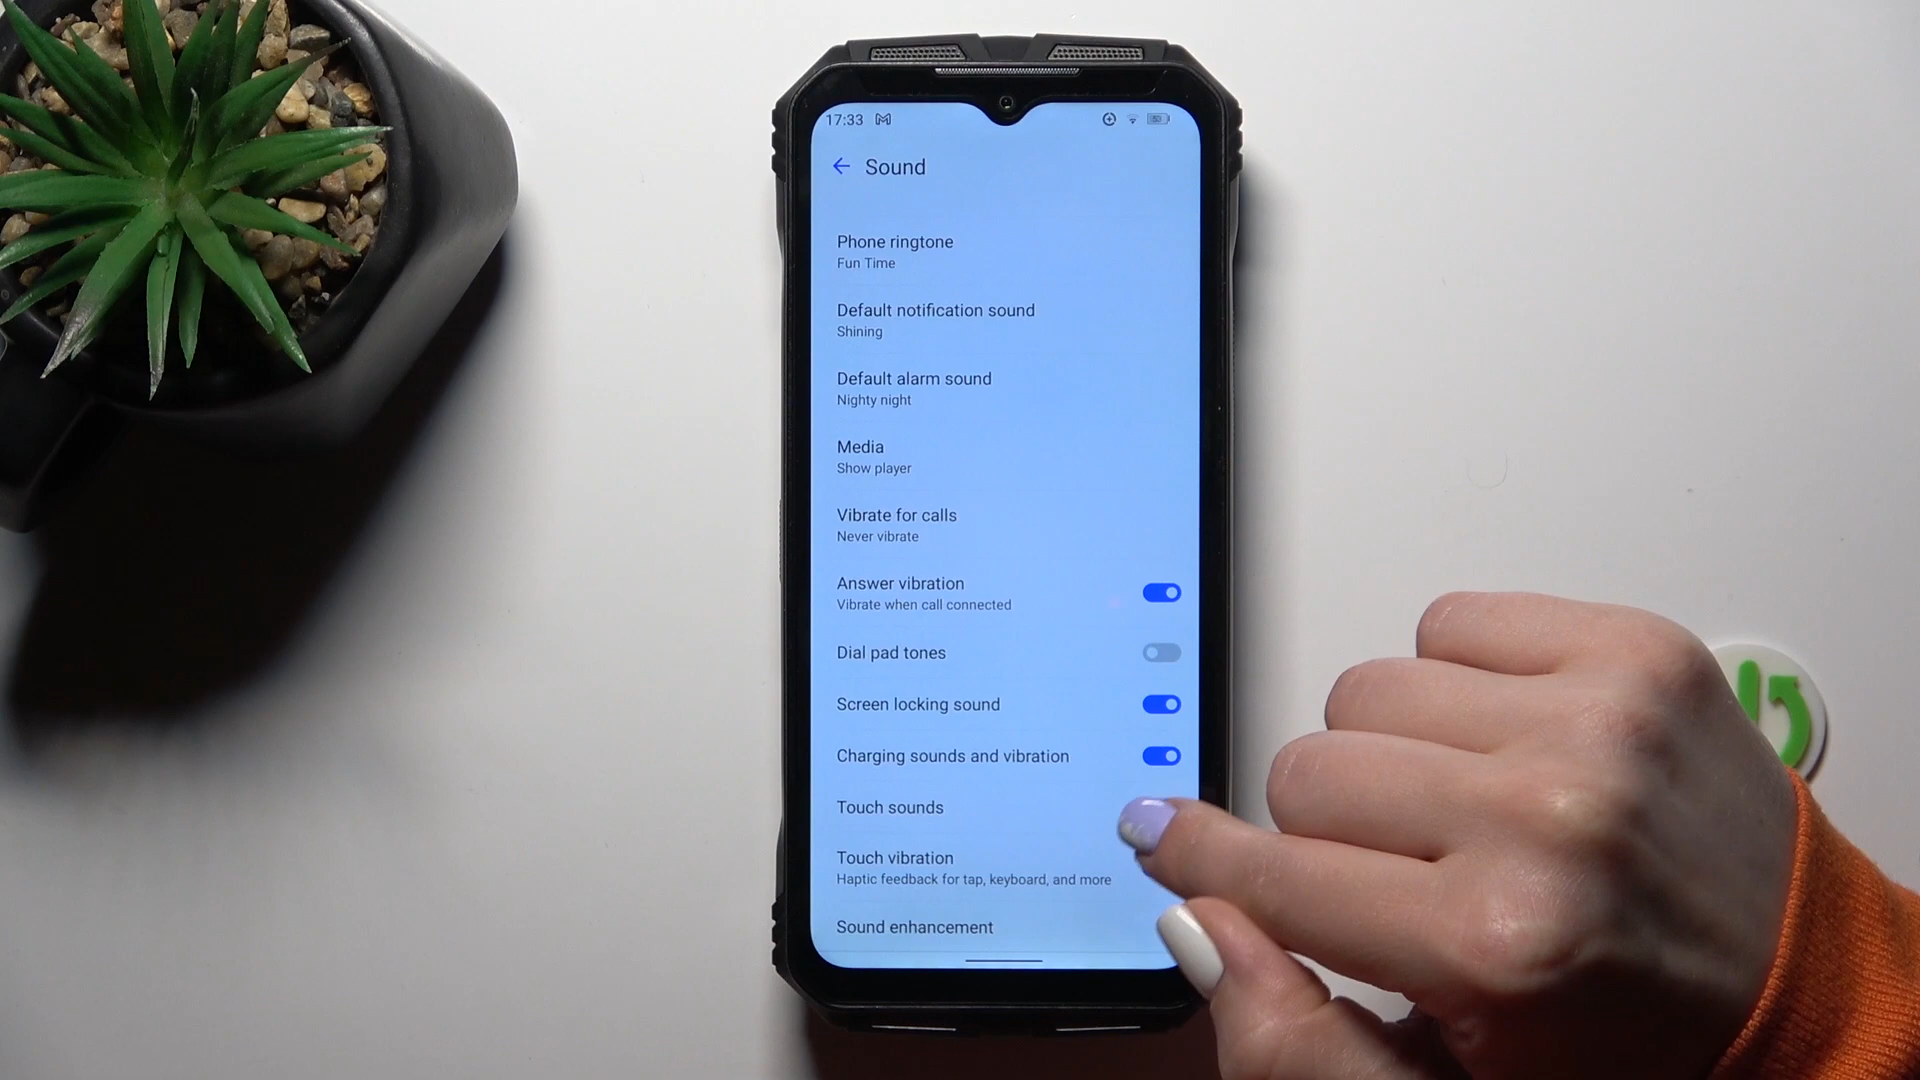 17:33
Sound
Phone ringtone
Fun Time
Default notification sound
Shining
Default alarm sound
Nighty night
Media
Show player
Vibrate for calls
Never vibrate
Answer vibration
Vibrate when call connected
Dial pad tones
Screen locking sound
Charging sounds and vibration
Touch sounds
Touch vibration
Haptic feedback for tap, keyboard, and more
Sound enhancement